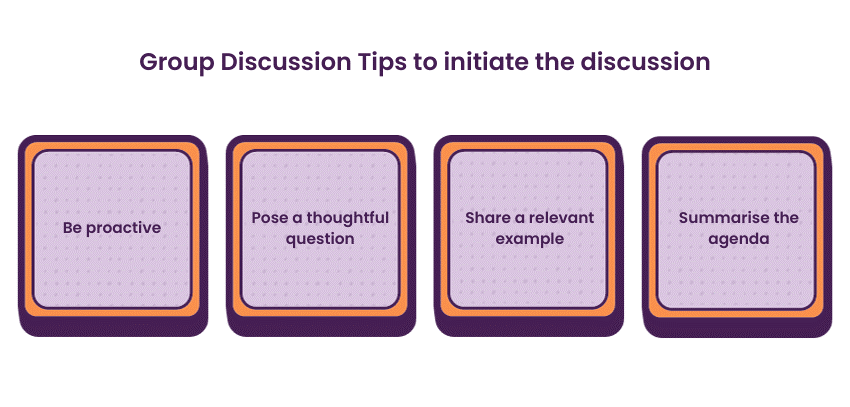 Group Discussion Tips to initiate the discussion
Be proactive
Pose a thoughtful
question
Share a relevant
example
Summarise the
agenda